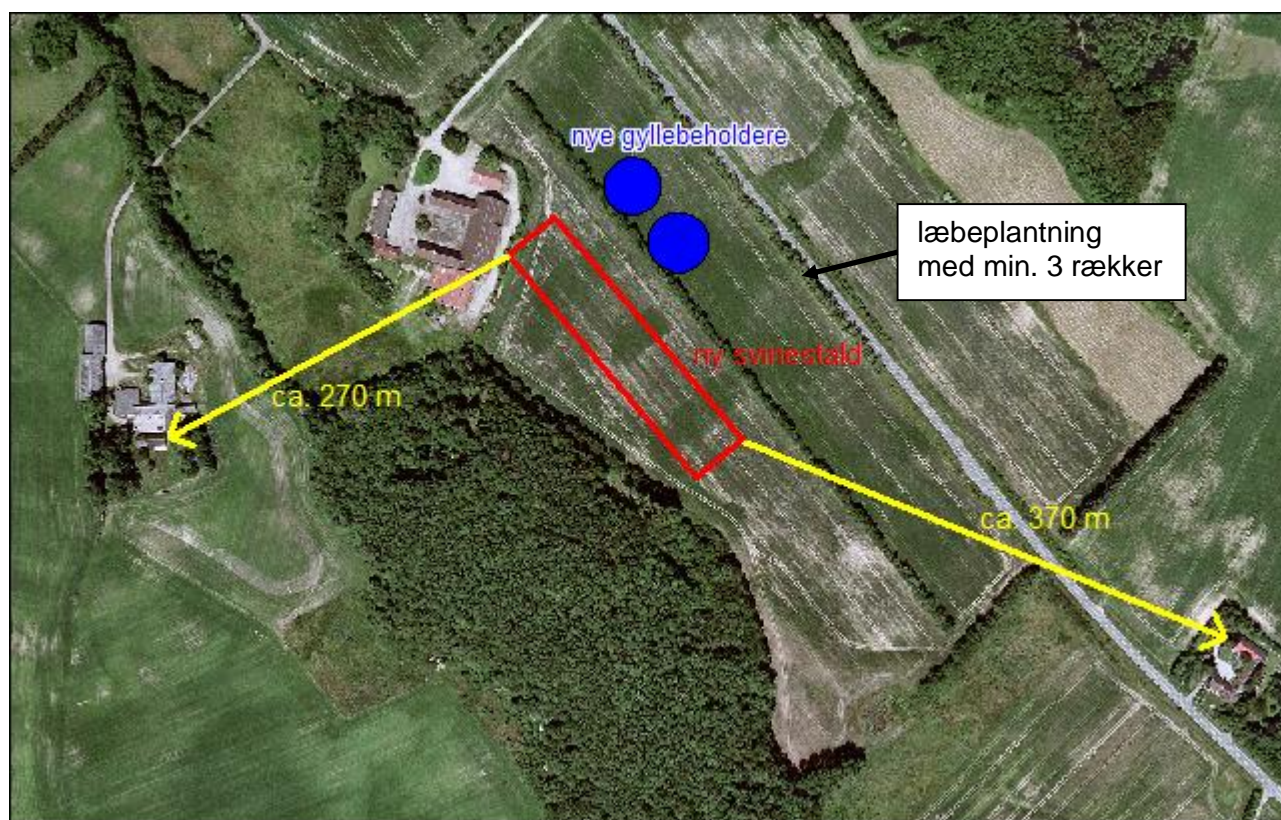 nye gyllebeholdere
læbeplantning
med min. 3 rækker
ny svinestald
ca. 270 m
ca. 370 m